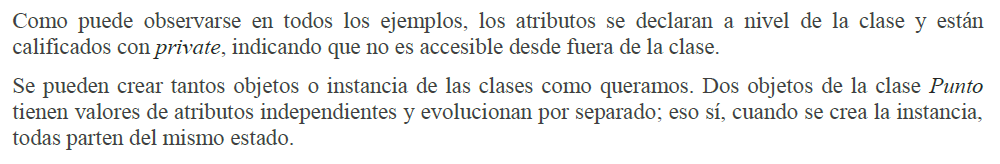 Como puede observarse en todos los ejemplos, los atributos se declaran a nivel de la clase y están
calificados con private, indicando que no es accesible desde fuera de la clase.
Se pueden crear tantos objetos o instancia de las clases como queramos. Dos objetos de la clase Punto
tienen valores de atributos independientes y evolucionan por separado; eso sí, cuando se crea la instancia,
todas parten del mismo estado.